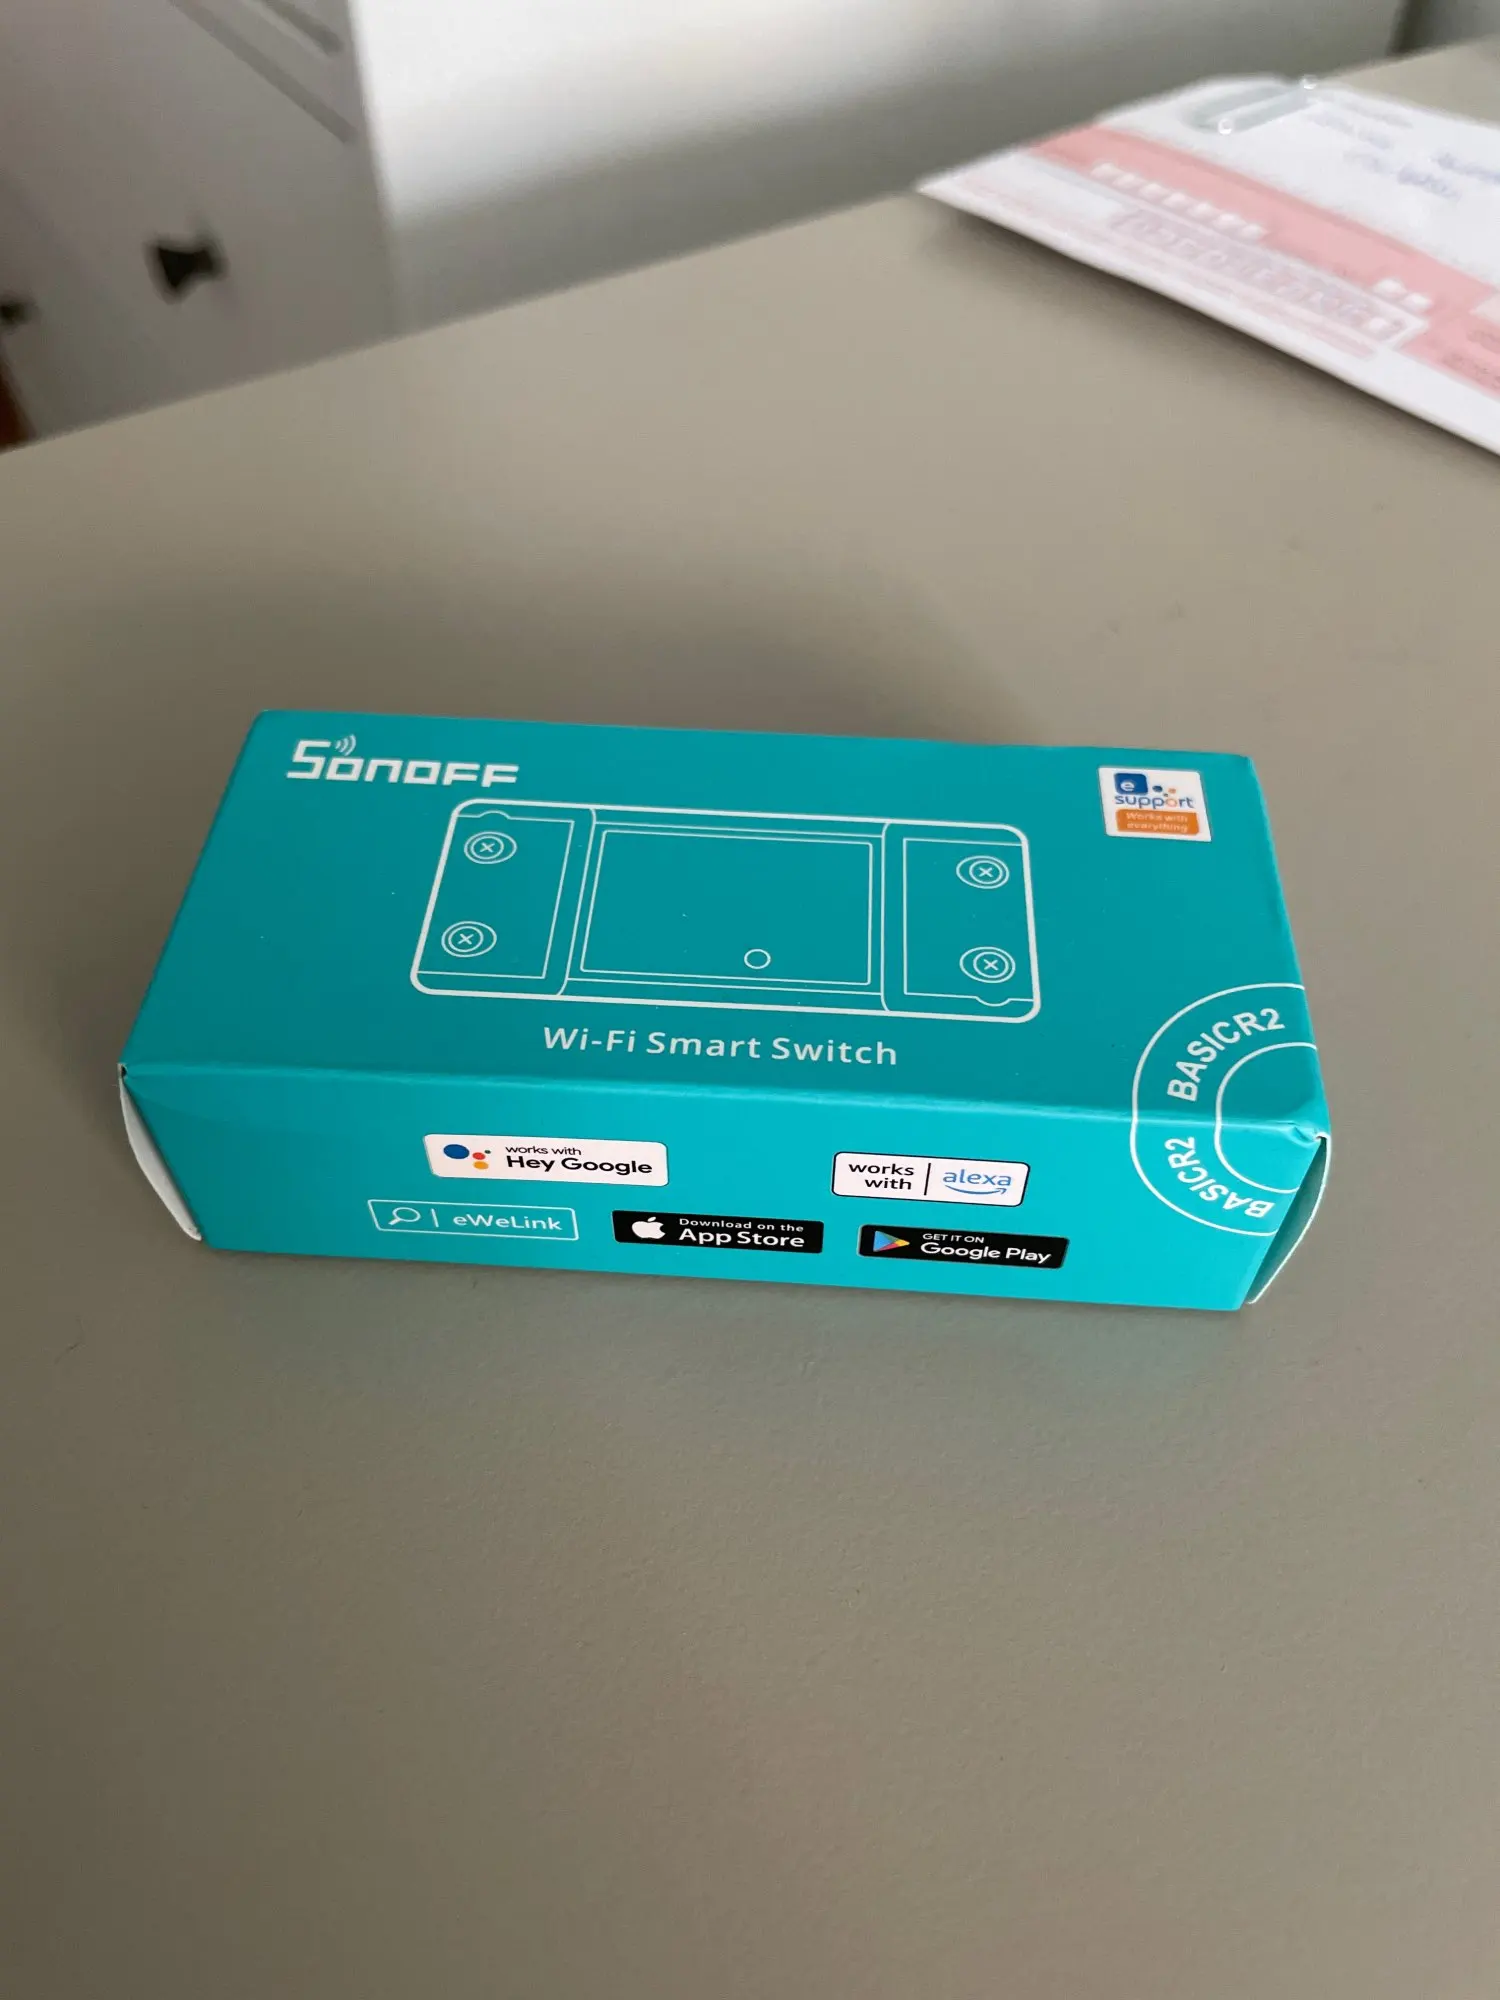 SONOFF
e
support
Works with
everything
Wi-Fi Smart Switch
BASICR2
BASICR2
works with
Hey Google
works
with
alexa
eWeLink
Download on the
App Store
GET IT ON
Google Play